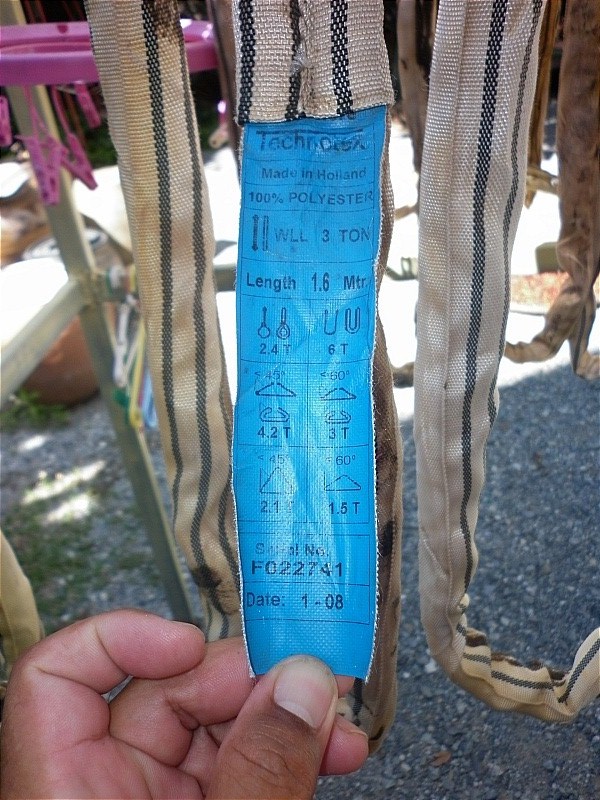 Technotex
Made in Holland
100% POLYESTER
WLL 3 TON
Length 1.6 Mtr.
2.4 T 6 T
≤ 45° ≤ 60°
4.2 T 3 T
≤ 45° ≤ 60°
2.1 T 1.5 T
Serial No.
F022741
Date: 1-08